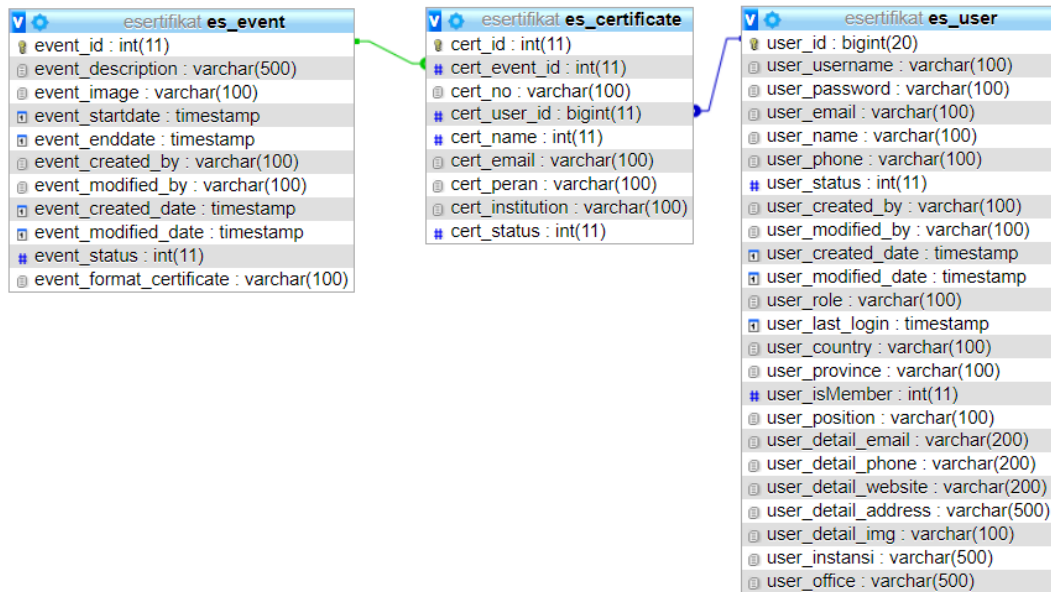 esertifikat es_event
event_id : int(11)
event_description : varchar(500)
event_image : varchar(100)
event_startdate : timestamp
event_enddate : timestamp
event_created_by : varchar(100)
event_modified_by : varchar(100)
event_created_date : timestamp
event_modified_date : timestamp
event_status : int(11)
event_format_certificate : varchar(100)
esertifikat es_certificate
cert_id : int(11)
cert_event_id : int(11)
cert_no : varchar(100)
cert_user_id : bigint(11)
cert_name : int(11)
cert_email : varchar(100)
cert_peran : varchar(100)
cert_institution : varchar(100)
cert_status : int(11)
esertifikat es_user
user_id : bigint(20)
user_username : varchar(100)
user_password : varchar(100)
user_email : varchar(100)
user_name : varchar(100)
user_phone : varchar(100)
user_status : int(11)
user_created_by : varchar(100)
user_modified_by : varchar(100)
user_created_date : timestamp
user_modified_date : timestamp
user_role : varchar(100)
user_last_login : timestamp
user_country : varchar(100)
user_province : varchar(100)
user_isMember : int(11)
user_position : varchar(100)
user_detail_email : varchar(200)
user_detail_phone : varchar(200)
user_detail_website : varchar(200)
user_detail_address : varchar(500)
user_detail_img : varchar(100)
user_instansi : varchar(500)
user_office : varchar(500)